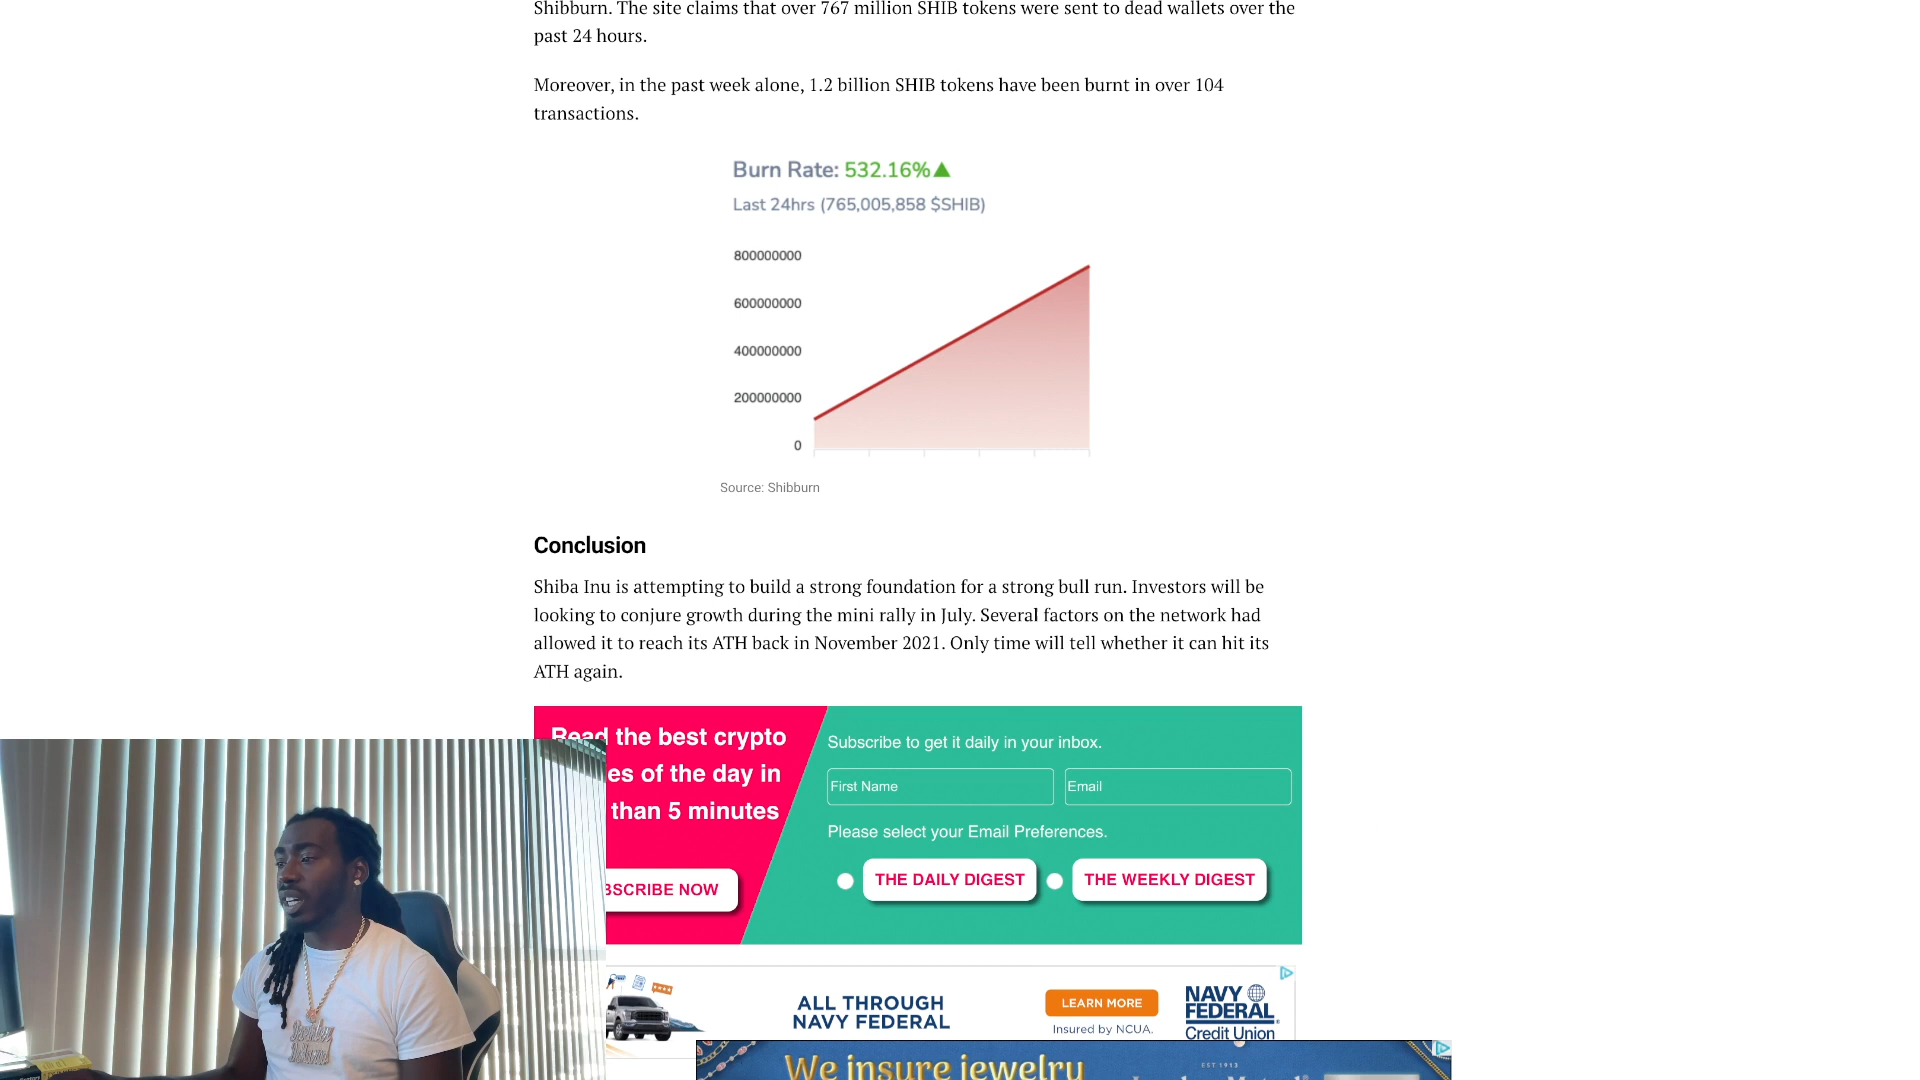 Shibburn. The site claims that over 767 million SHIB tokens were sent to dead wallets over the
past 24 hours.
Moreover, in the past week alone, 1.2 billion SHIB tokens have been burnt in over 104
transactions.
Burn Rate: 532.16%▲
Last 24hrs (765,005,858 $SHIB)
800000000
600000000
400000000
200000000
0
Source: Shibburn
Conclusion
Shiba Inu is attempting to build a strong foundation for a strong bull run. Investors will be
looking to conjure growth during the mini rally in July. Several factors on the network had
allowed it to reach its ATH back in November 2021. Only time will tell whether it can hit its
ATH again.
Read the best crypto
es of the day in
than 5 minutes
BSCRIBE NOW
Subscribe to get it daily in your inbox.
First Name
Email
Please select your Email Preferences.
THE DAILY DIGEST
THE WEEKLY DIGEST
ALL THROUGH
NAVY FEDERAL
LEARN MORE
Insured by NCUA.
NAVY
FEDERAL
Credit Union
We insure jewelry
EST 1913